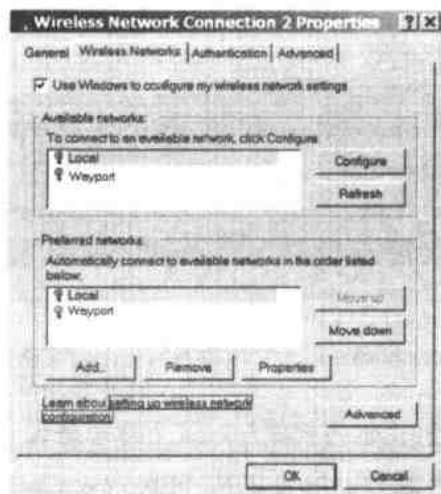 Wireless Network Connection 2 Properties
General Wireless Networks Authentication Advanced
Use Windows to configure my wireless network settings
Available networks:
To connect to an available network, click Configure.
Local
Wayport
Configure
Refresh
Preferred networks:
Automatically connect to available networks in the order listed
below:
Local
Wayport
Move up
Move down
Add... Remove Properties
Learn about setting up wireless network
configuration.
Advanced
OK Cancel